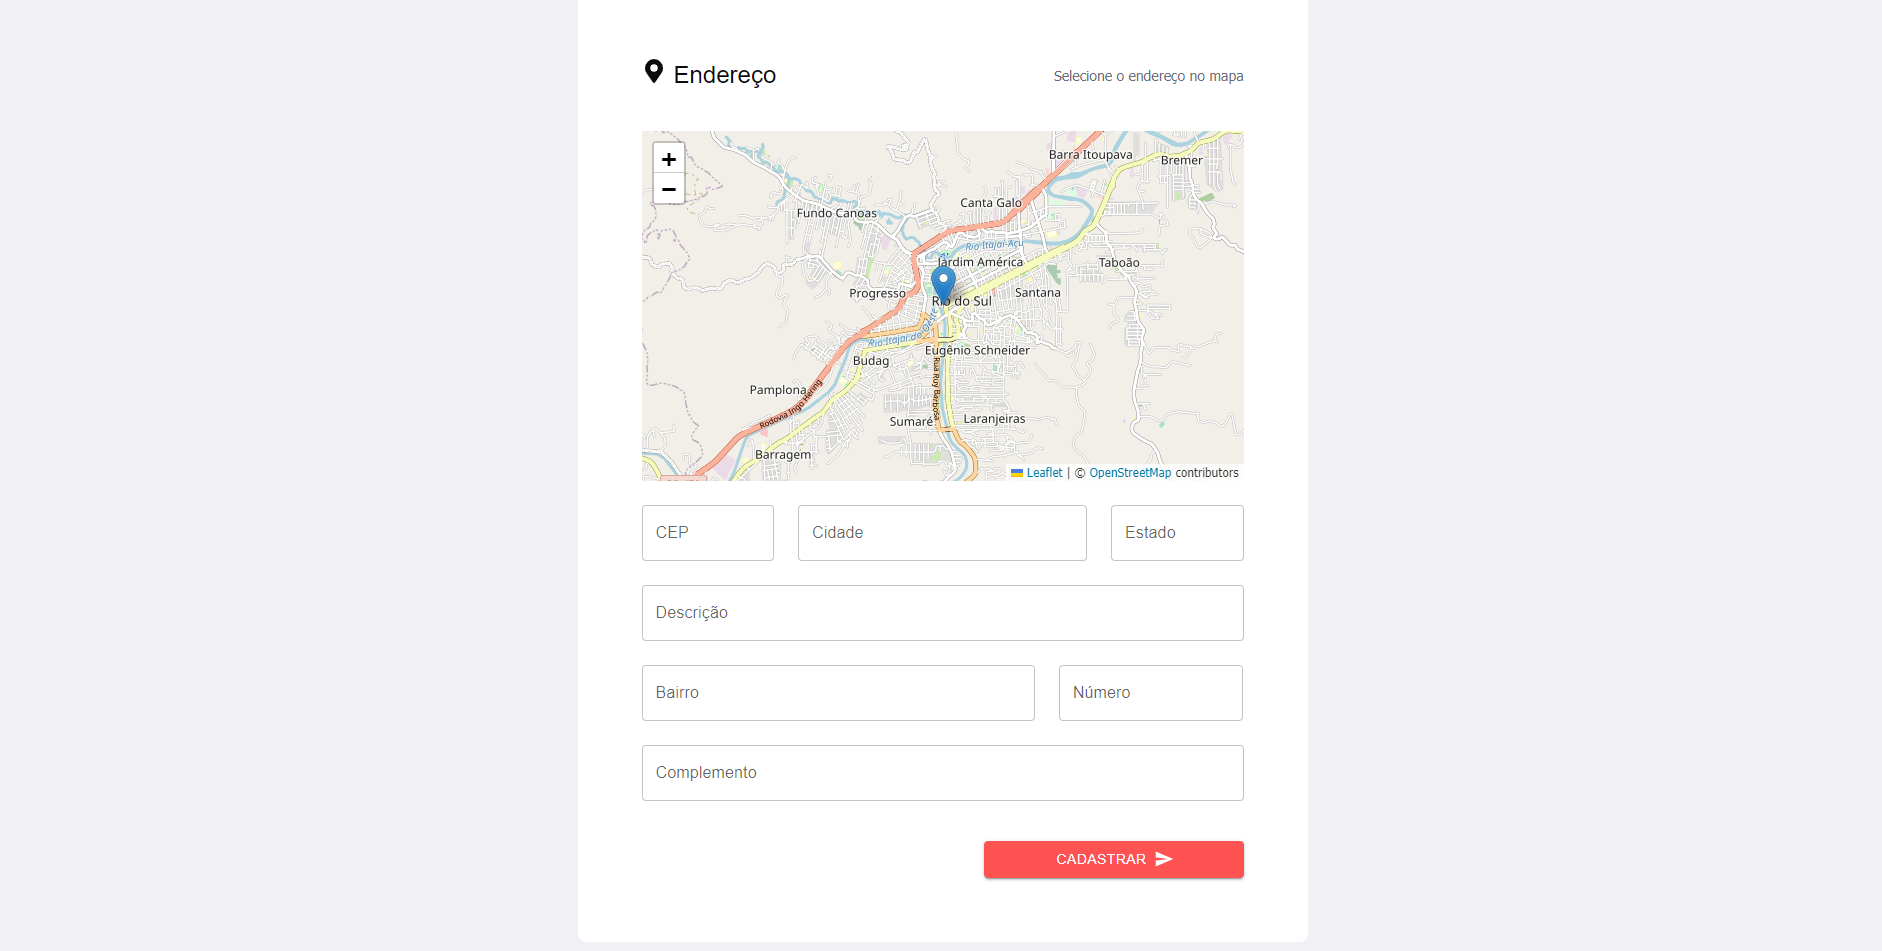 Endereço
Selecione o endereço no mapa
+
−
Barra Itoupava
Bremer
Canta Galo
Fundo Canoas
Rio Itajaí-Açu
Jardim América
Taboão
Progresso
Santana
Rio do Sul
Rio Itajaí do Oeste
Eugênio Schneider
Budag
Rua Ruy Barbosa
Pamplona
Rodovia Ingo Hering
Sumaré
Laranjeiras
Barragem
Leaflet | © OpenStreetMap contributors
CEP
Cidade
Estado
Descrição
Bairro
Número
Complemento
CADASTRAR